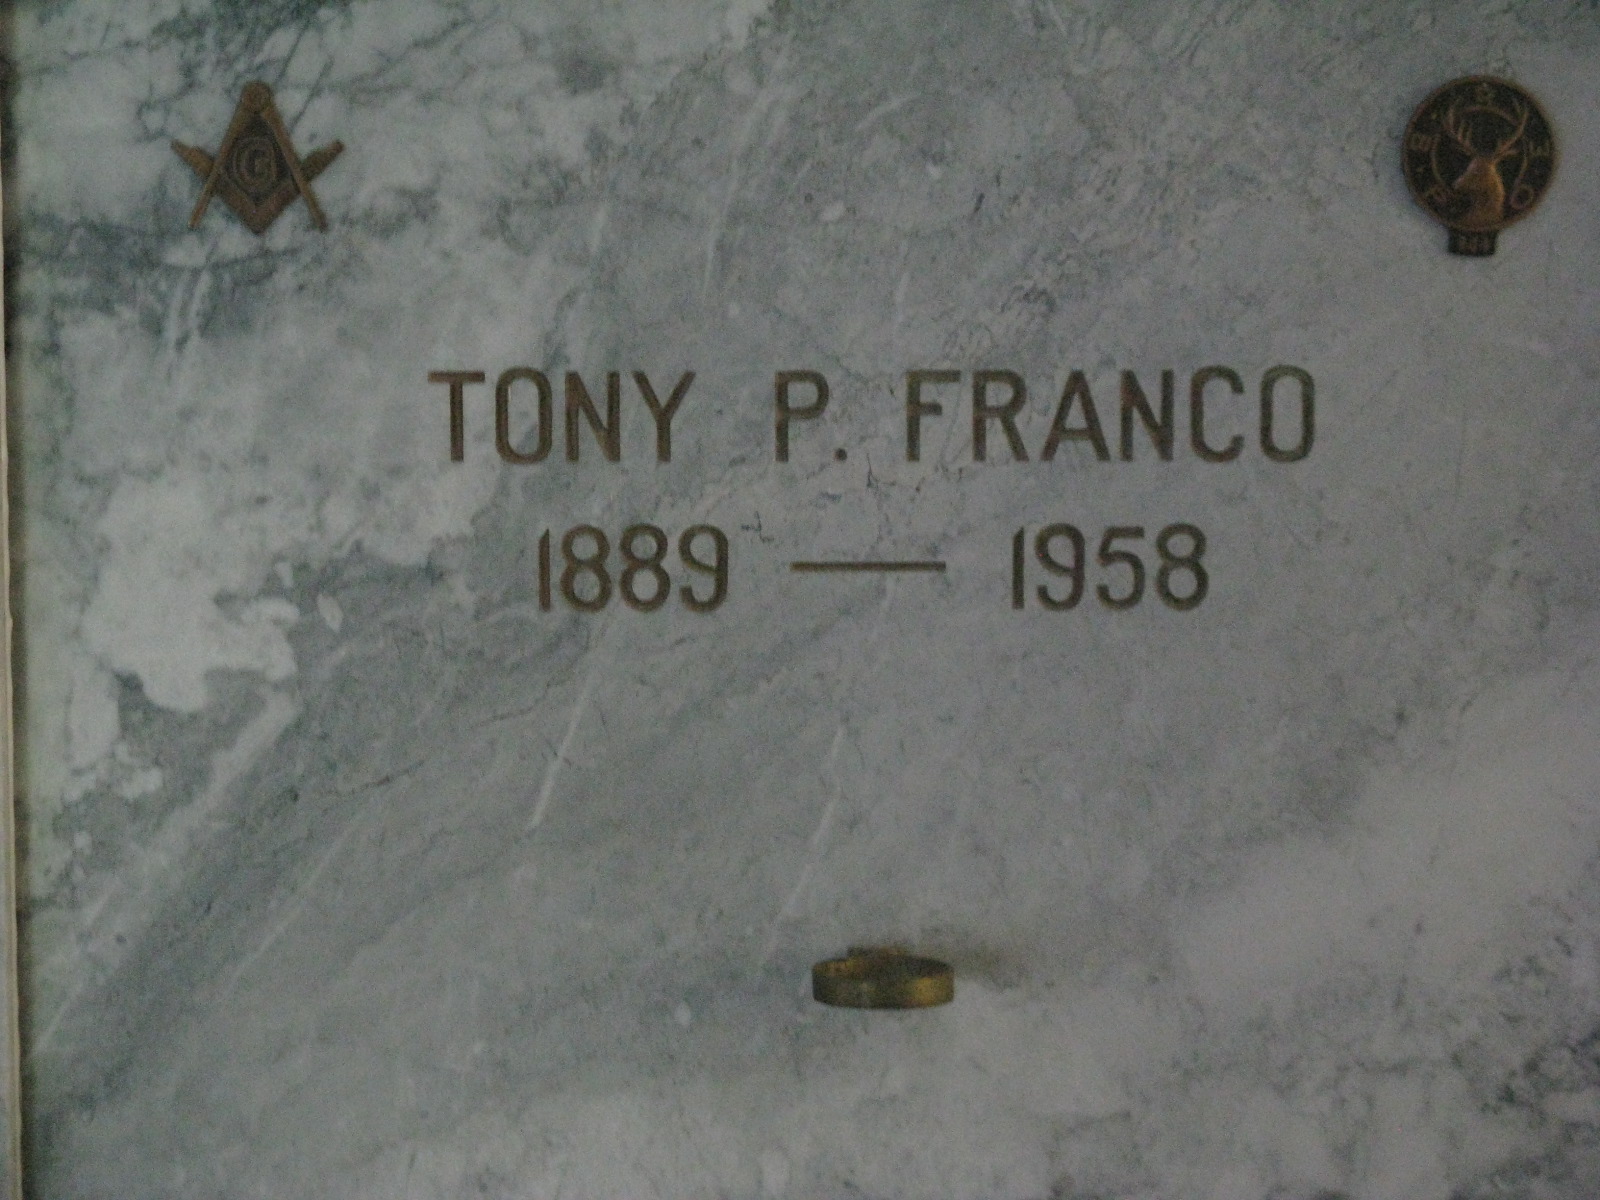 G
B P O E
TONY P. FRANCO
1889 — 1958